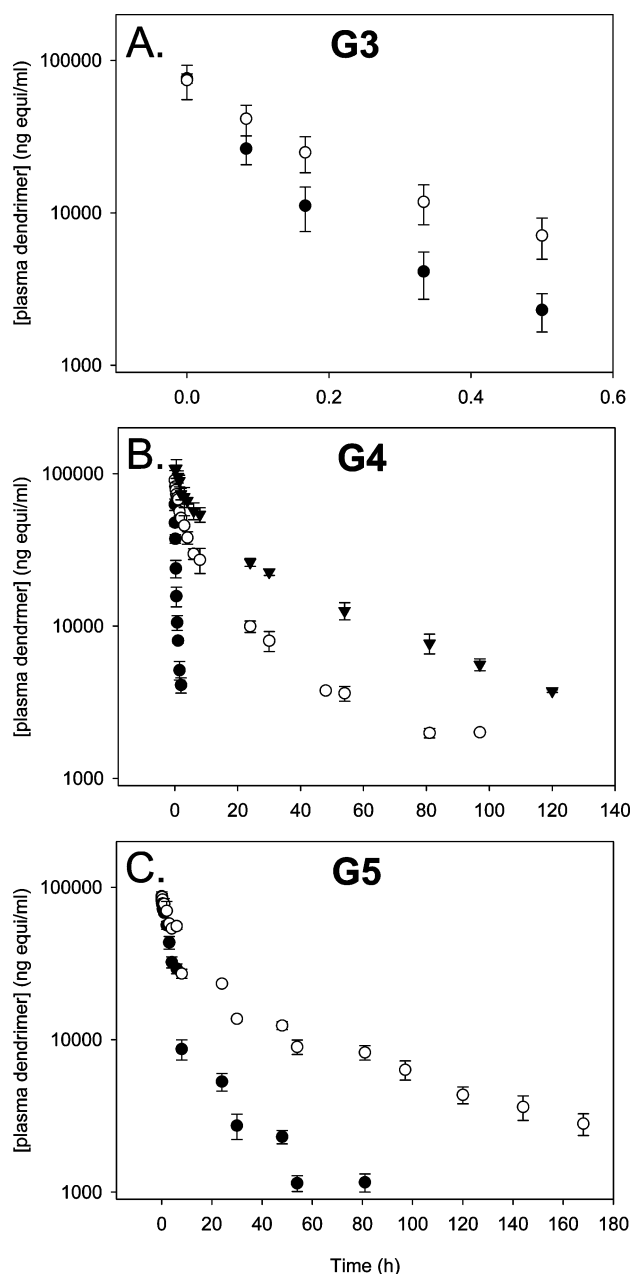 A. G3
[plasma dendrimer] (ng equi/ml)
100000
10000
1000
0.0 0.2 0.4 0.6
B. G4
[plasma dendrmer] (ng equi/ml)
100000
10000
1000
0 20 40 60 80 100 120 140
C. G5
[plasma dendrimer] (ng equi/ml)
100000
10000
1000
0 20 40 60 80 100 120 140 160 180
Time (h)